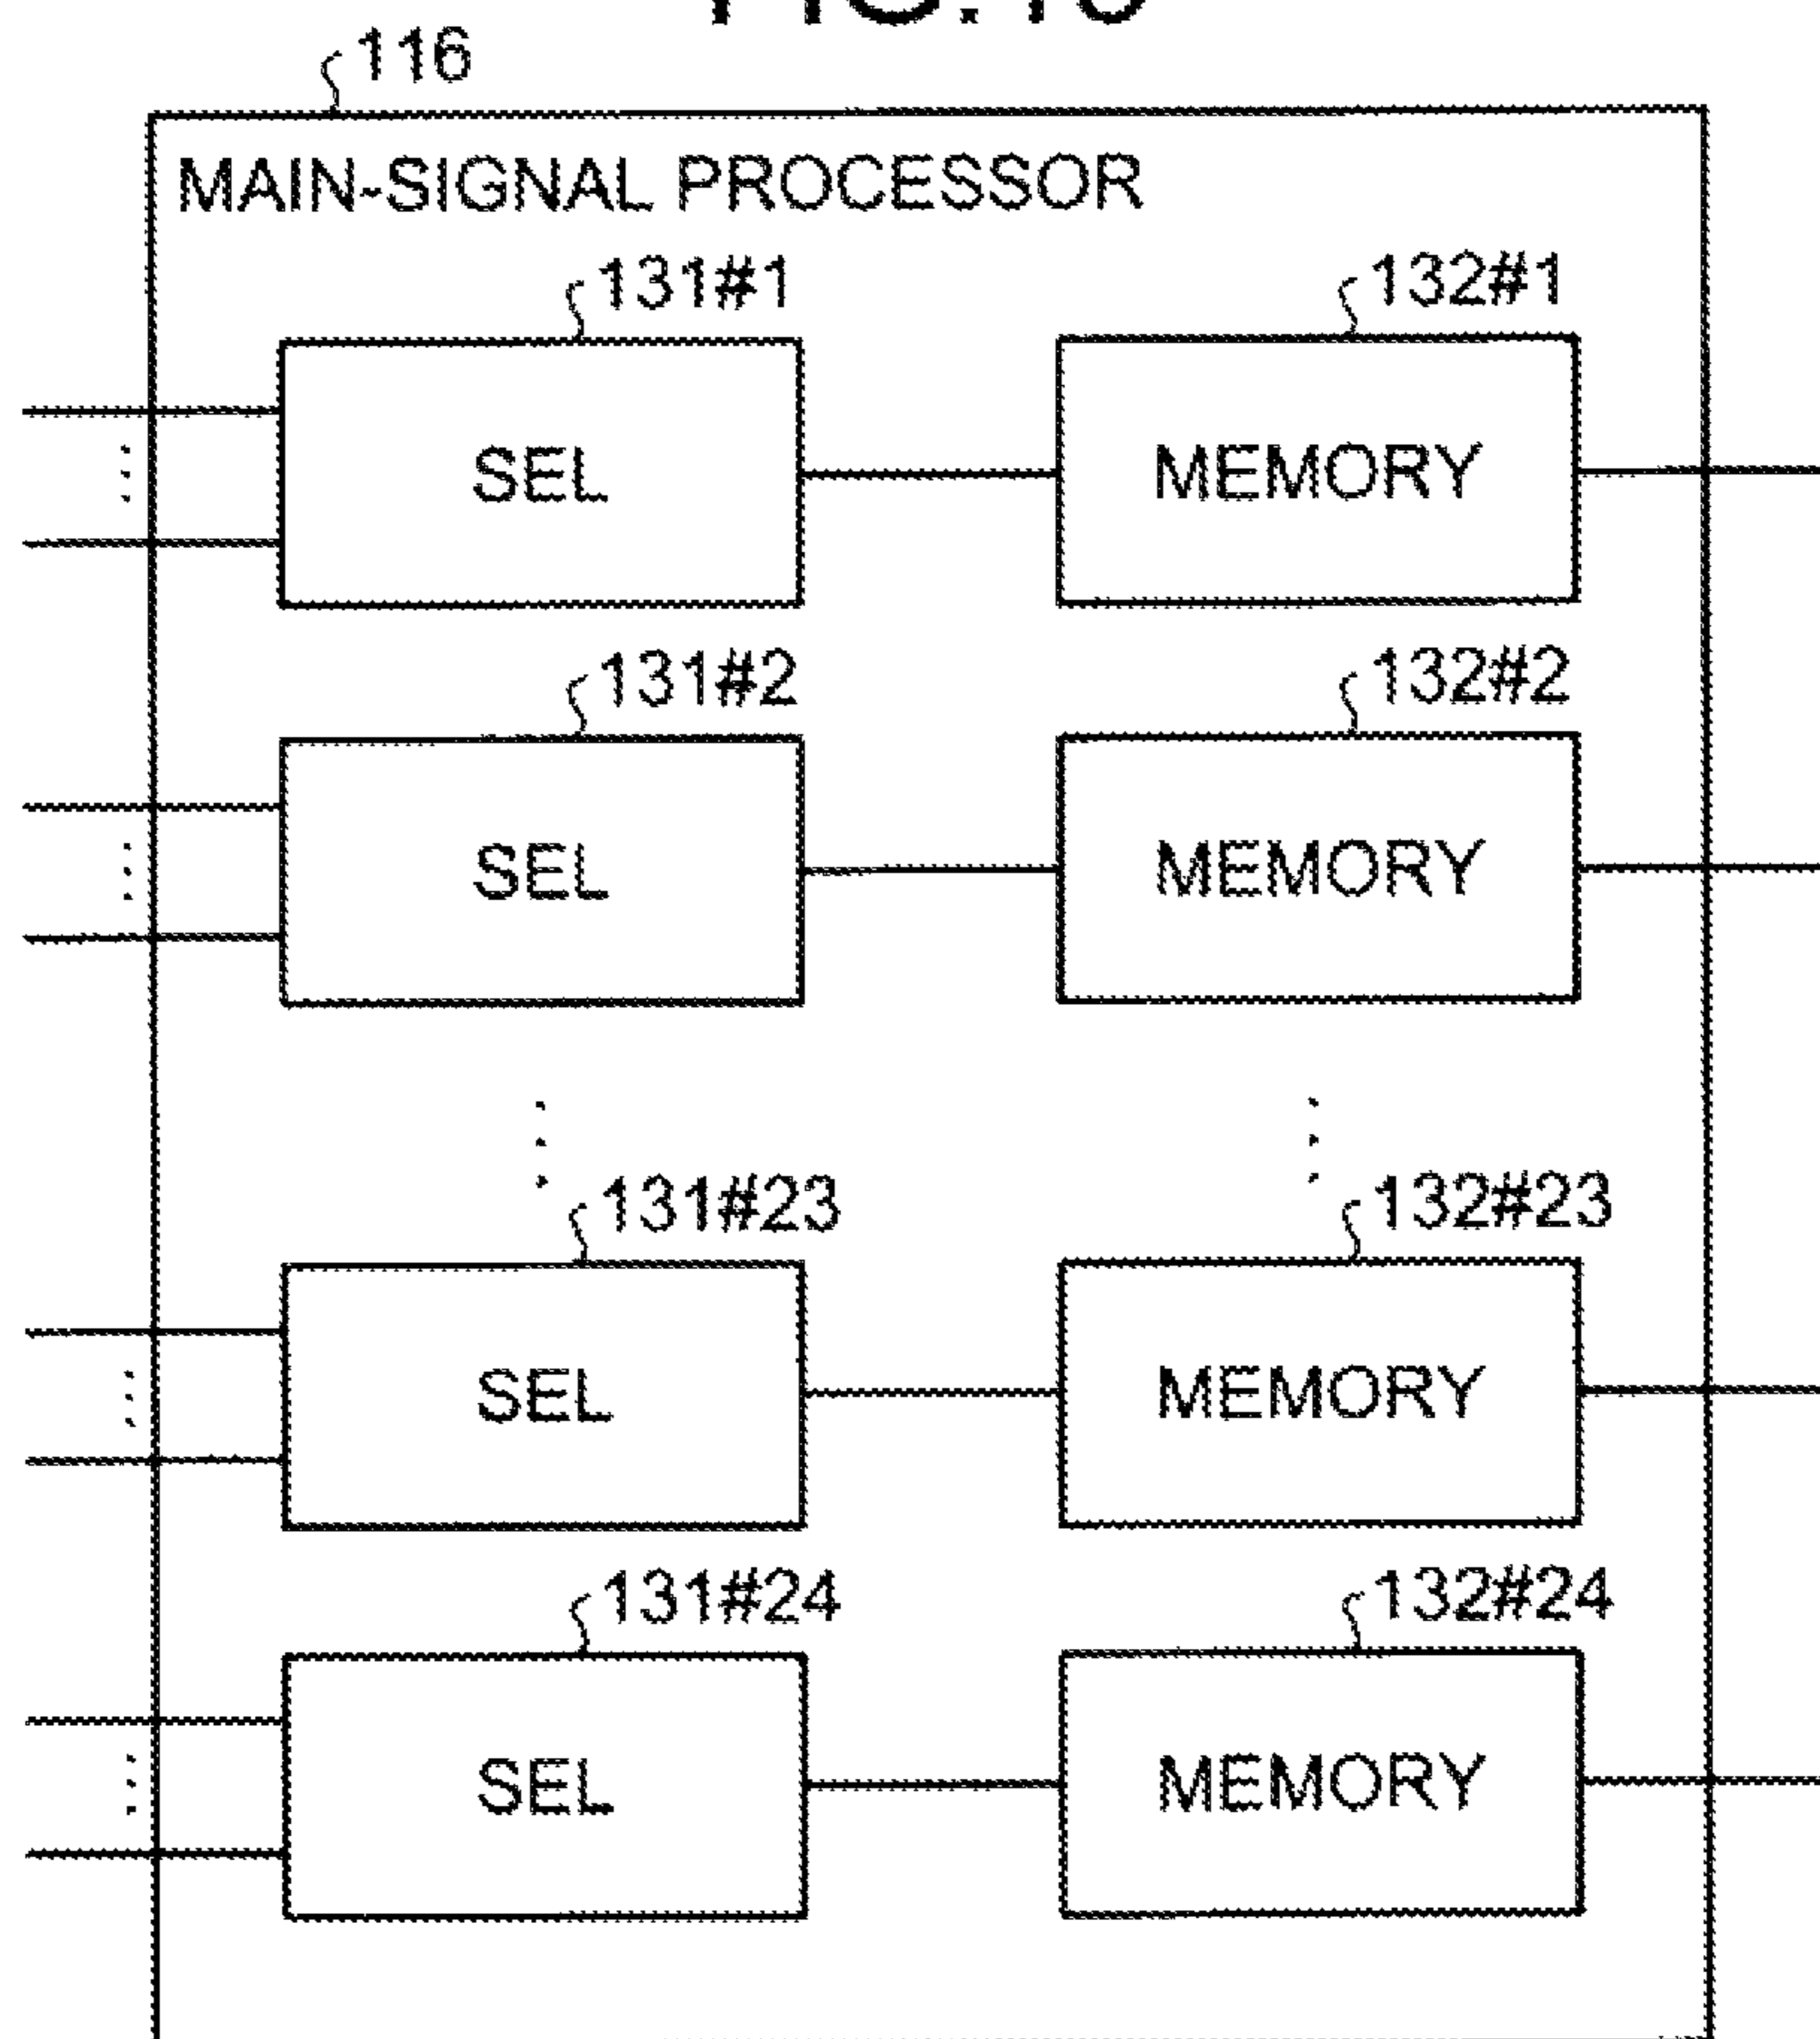 116
MAIN-SIGNAL PROCESSOR
131#1 132#1
SEL MEMORY
131#2 132#2
SEL MEMORY
131#23 132#23
SEL MEMORY
131#24 132#24
SEL MEMORY